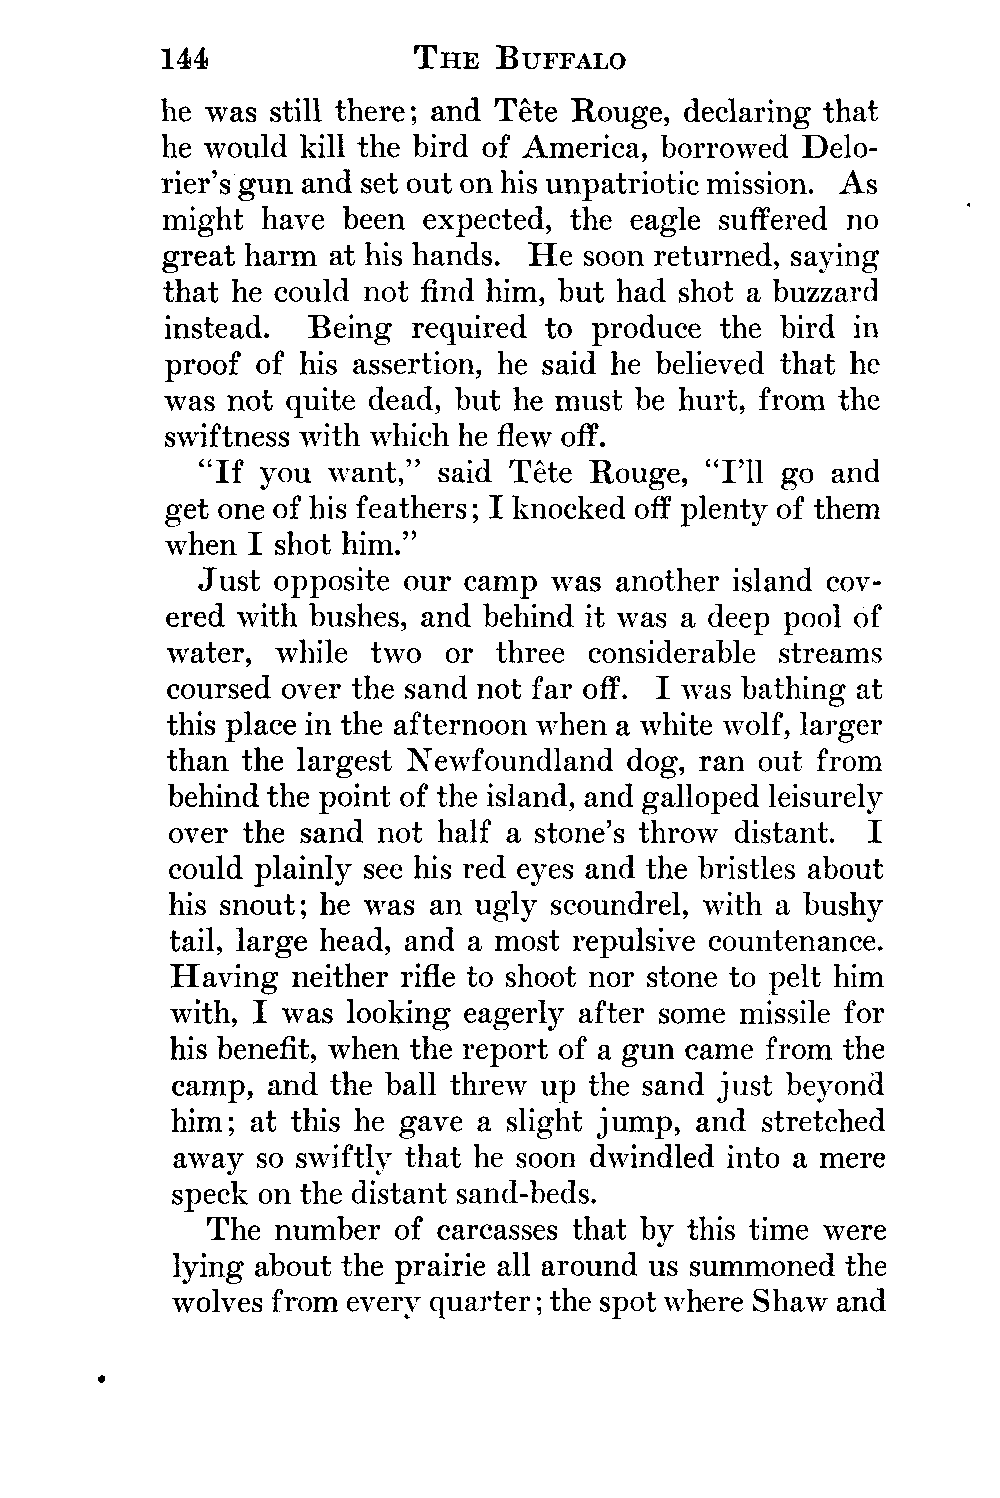 144 THE BUFFALO
he was still there; and Tête Rouge, declaring that
he would kill the bird of America, borrowed Delo-
rier's gun and set out on his unpatriotic mission. As
might have been expected, the eagle suffered no
great harm at his hands. He soon returned, saying
that he could not find him, but had shot a buzzard
instead. Being required to produce the bird in
proof of his assertion, he said he believed that he
was not quite dead, but he must be hurt, from the
swiftness with which he flew off.
“If you want,” said Tête Rouge, “I’ll go and
get one of his feathers; I knocked off plenty of them
when I shot him.”
Just opposite our camp was another island cov-
ered with bushes, and behind it was a deep pool of
water, while two or three considerable streams
coursed over the sand not far off. I was bathing at
this place in the afternoon when a white wolf, larger
than the largest Newfoundland dog, ran out from
behind the point of the island, and galloped leisurely
over the sand not half a stone's throw distant. I
could plainly see his red eyes and the bristles about
his snout; he was an ugly scoundrel, with a bushy
tail, large head, and a most repulsive countenance.
Having neither rifle to shoot nor stone to pelt him
with, I was looking eagerly after some missile for
his benefit, when the report of a gun came from the
camp, and the ball threw up the sand just beyond
him; at this he gave a slight jump, and stretched
away so swiftly that he soon dwindled into a mere
speck on the distant sand-beds.
The number of carcasses that by this time were
lying about the prairie all around us summoned the
wolves from every quarter; the spot where Shaw and